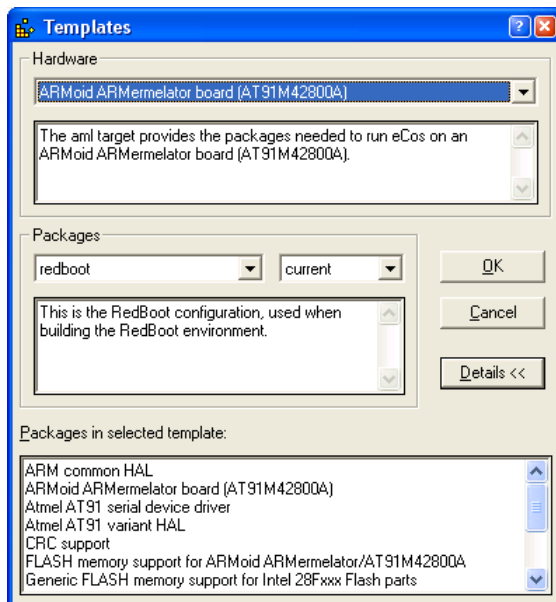 Templates
Hardware
ARMoid ARMermelator board (AT91M42800A)
The aml target provides the packages needed to run eCos on an
ARMoid ARMermelator board (AT91M42800A).
Packages
redboot
current
OK
This is the RedBoot configuration, used when
building the RedBoot environment.
Cancel
Details <<
Packages in selected template:
ARM common HAL
ARMoid ARMermelator board (AT91M42800A)
Atmel AT91 serial device driver
Atmel AT91 variant HAL
CRC support
FLASH memory support for ARMoid ARMermelator/AT91M42800A
Generic FLASH memory support for Intel 28Fxxx Flash parts